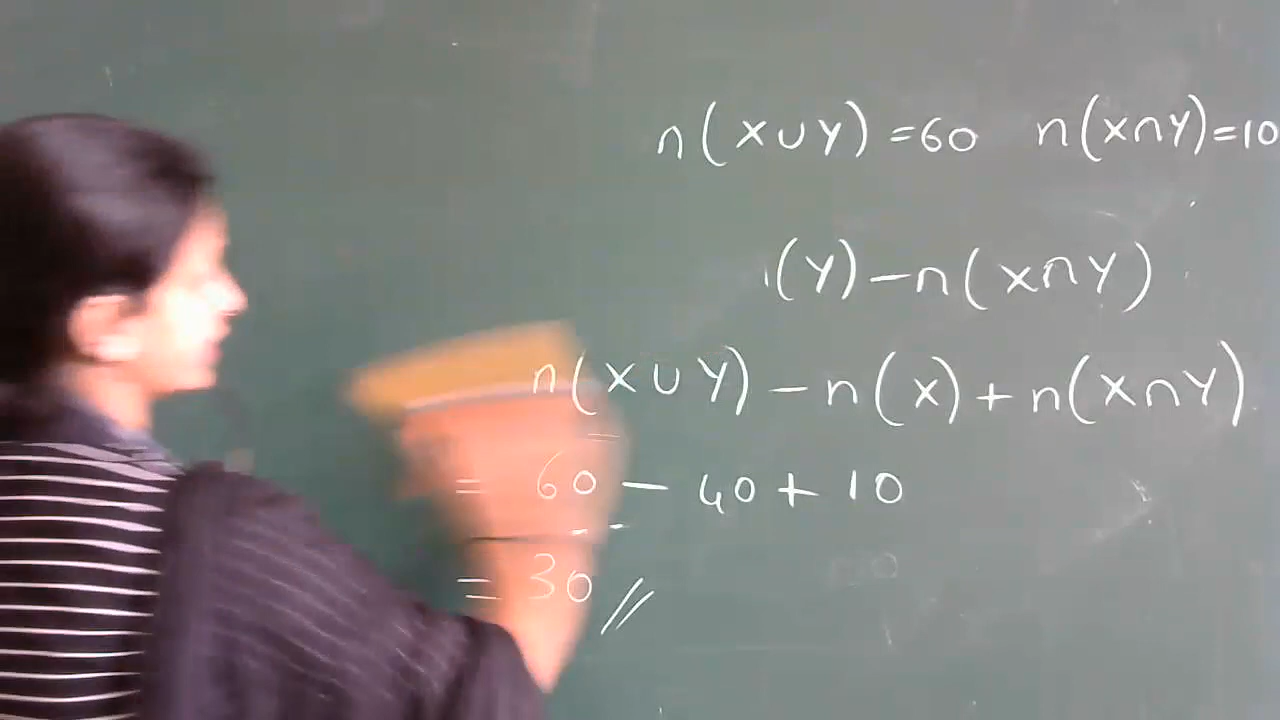 n(X∪Y)=60 n(X∩Y)=10
(Y)-n(X∩Y)
n(X∪Y)-n(X)+n(X∩Y)
= 60 - 40 + 10
= 30 //